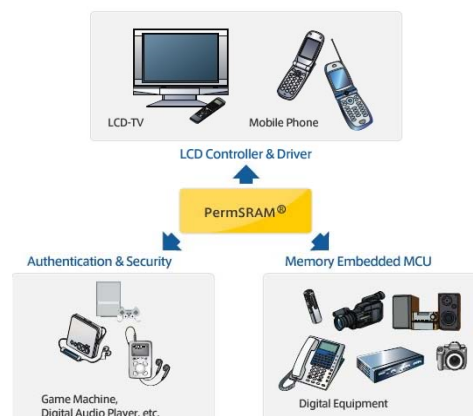 LCD-TV
Mobile Phone
LCD Controller & Driver
PermSRAM®
Authentication & Security
Memory Embedded MCU
Game Machine,
Digital Audio Player, etc.
Digital Equipment